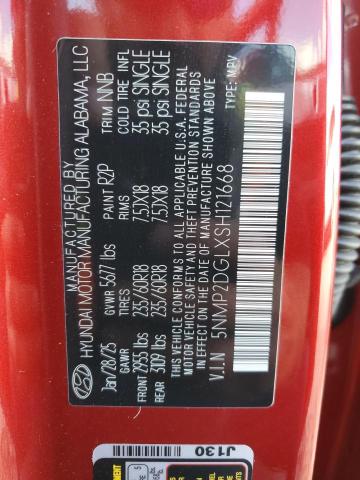 MANUFACTURED BY
HYUNDAI MOTOR MANUFACTURING ALABAMA, LLC
Jan/28/25 GVWR 5577 lbs PAINT R2P TRIM NNB
GAWR TIRES RIMS COLD TIRE INFL
FRONT 2955 lbs 235/60R18 7.5JX18 35 psi SINGLE
REAR 3109 lbs 235/60R18 7.5JX18 35 psi SINGLE
THIS VEHICLE CONFORMS TO ALL APPLICABLE U.S.A. FEDERAL
MOTOR VEHICLE SAFETY AND THEFT PREVENTION STANDARDS
IN EFFECT ON THE DATE OF MANUFACTURE SHOWN ABOVE.
V.I.N 5NMP2DGLXSH121668 TYPE: MPV
J130